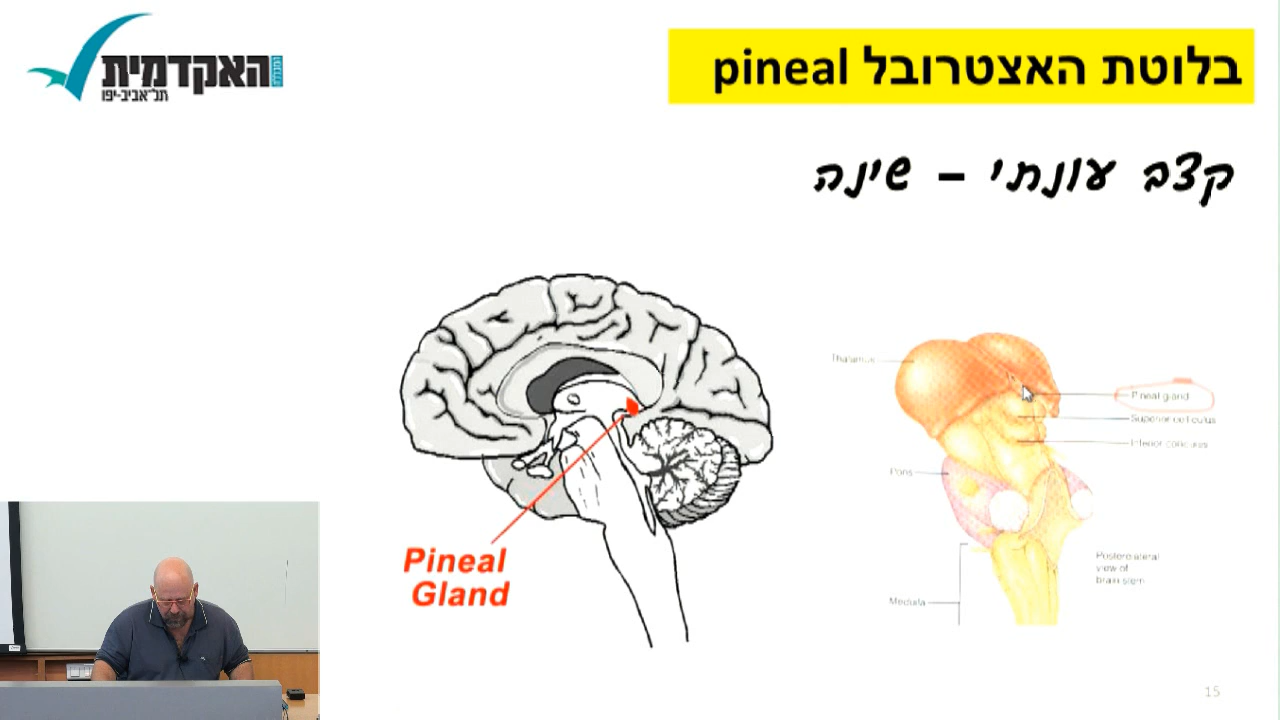 האקדמית
תל־אביב-יפו
בלוטת האצטרובל pineal
קצב עונתי – שינה
Pineal
Gland
Thalamus
Pineal gland
Superior colliculus
Inferior colliculus
Pons
Posterolateral
view of
brain stem
Medulla
15